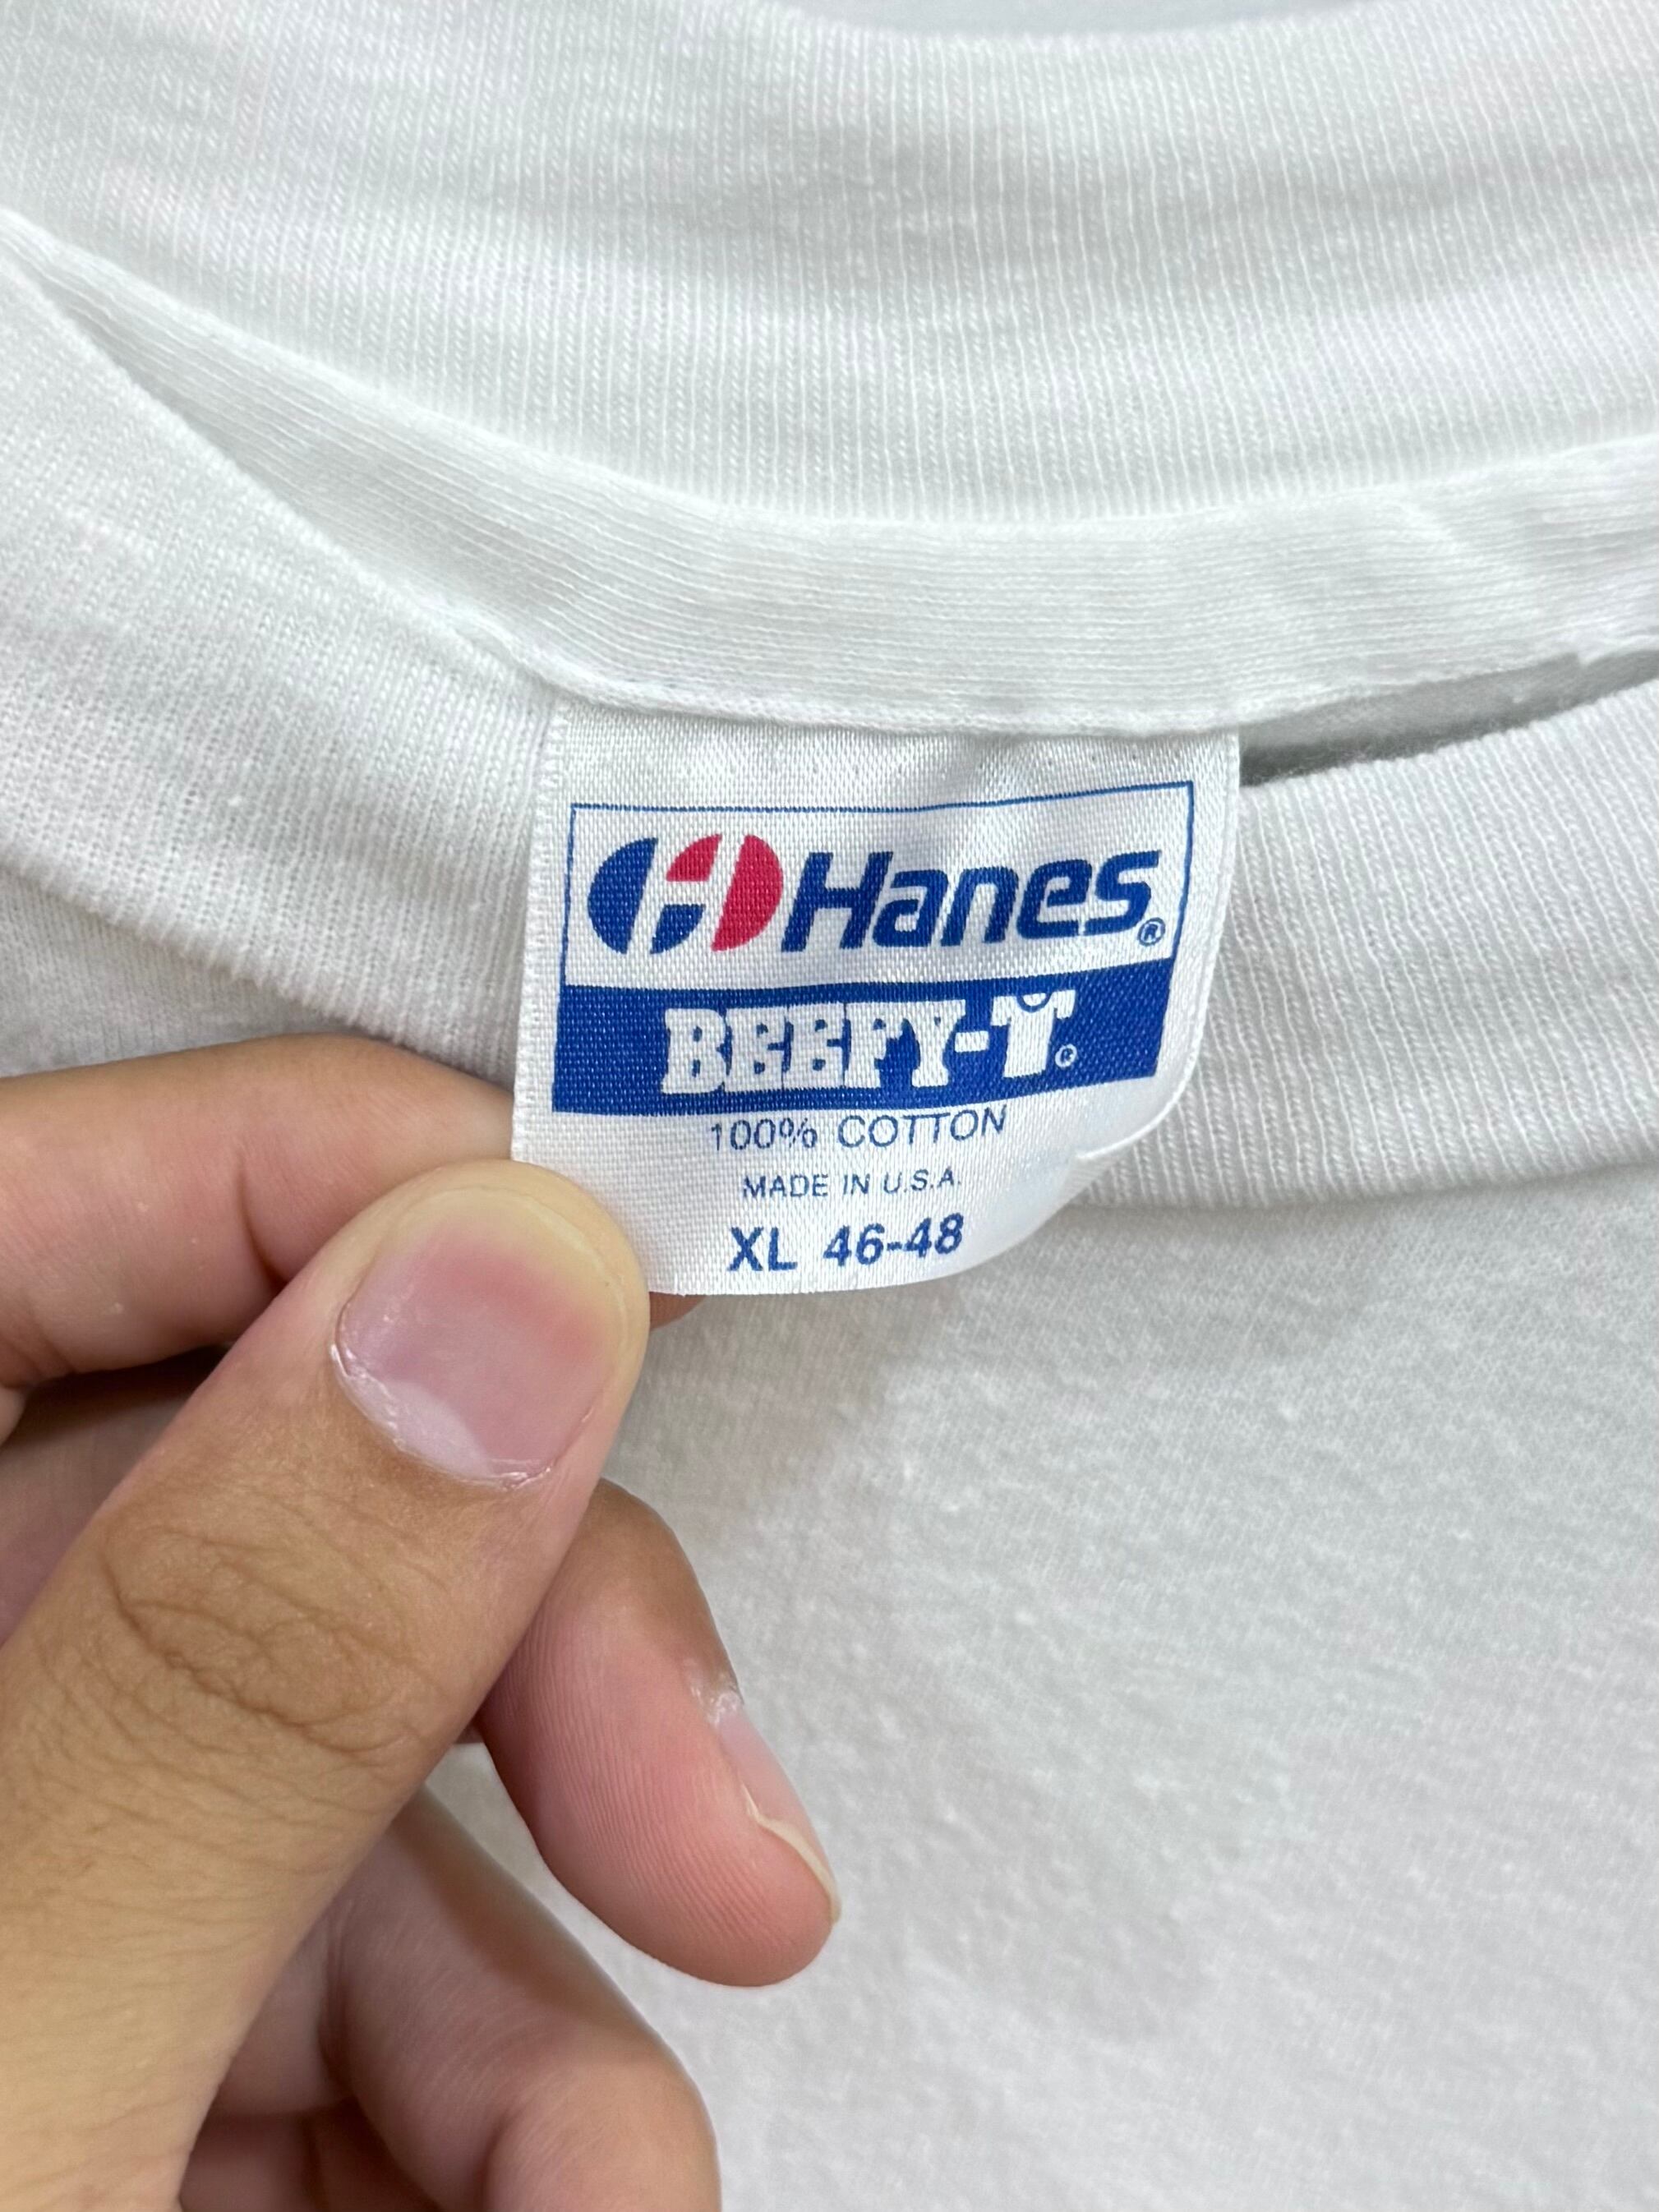 Hanes®
BEEFY-T®
100% COTTON
MADE IN U.S.A.
XL 46-48